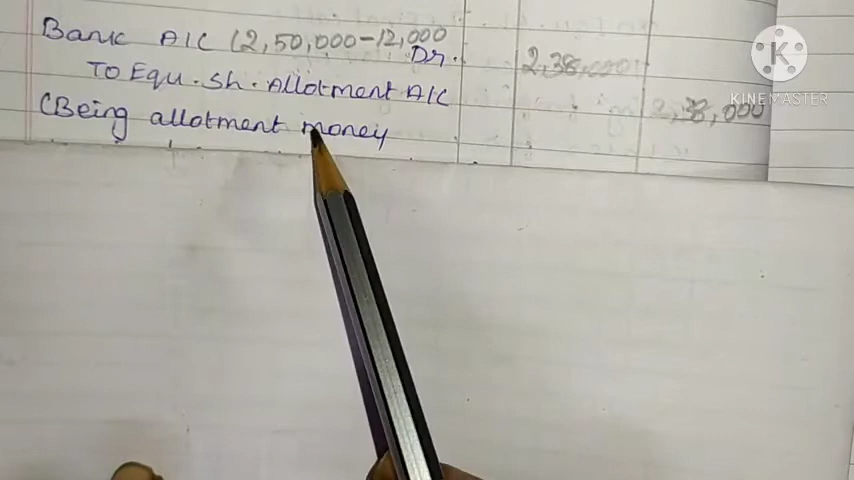 Bank A/C (2,50,000-12,000
Dr. 2,38,000
To Equ. Sh. Allotment A/C
2,38,000
(Being allotment money
K
KINEMASTER